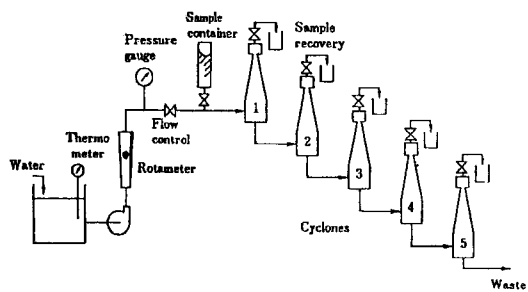 Sample
container
Pressure
gauge
Sample
recovery
1
2
3
4
5
Flow
control
Thermo
meter
Rotameter
Water
Cyclones
Waste